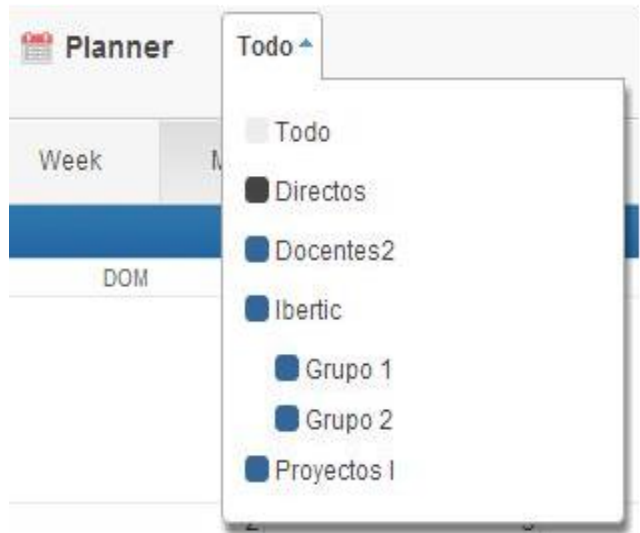 Planner Todo
Todo
Week M
Directos
Docentes2
DOM
Ibertic
Grupo 1
Grupo 2
Proyectos I